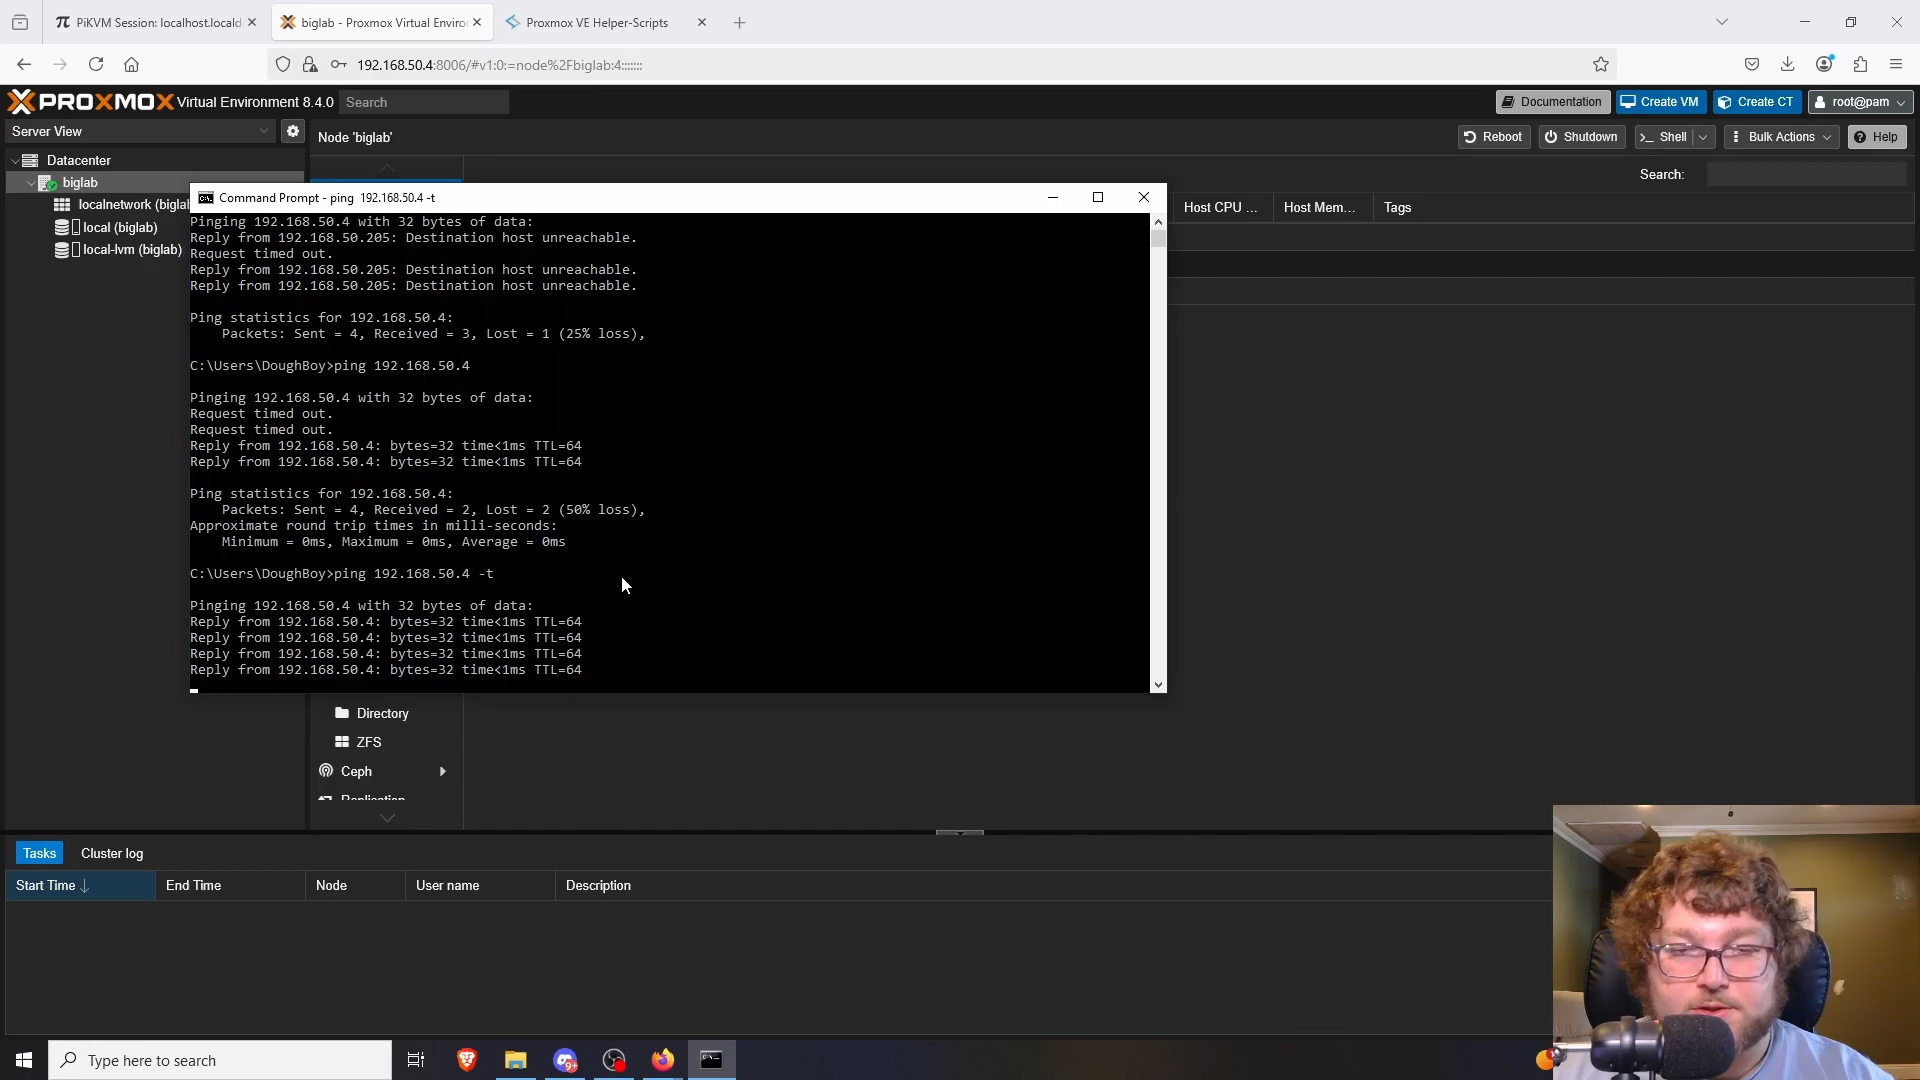 PiKVM Session: localhost.locald
biglab - Proxmox Virtual Enviro
Proxmox VE Helper-Scripts
192.168.50.4:8006/#v1:0:=node%2Fbiglab:4:::::::
PROXMOX Virtual Environment 8.4.0
Search
Documentation
Create VM
Create CT
root@pam
Server View
Node 'biglab'
Reboot
Shutdown
Shell
Bulk Actions
Help
Datacenter
biglab
localnetwork (biglab
local (biglab)
local-lvm (biglab)
Search:
Host CPU ...
Host Mem...
Tags
Command Prompt - ping  192.168.50.4 -t
Pinging 192.168.50.4 with 32 bytes of data:
Reply from 192.168.50.205: Destination host unreachable.
Request timed out.
Reply from 192.168.50.205: Destination host unreachable.
Reply from 192.168.50.205: Destination host unreachable.
Ping statistics for 192.168.50.4:
Packets: Sent = 4, Received = 3, Lost = 1 (25% loss),
C:\Users\DoughBoy>ping 192.168.50.4
Pinging 192.168.50.4 with 32 bytes of data:
Request timed out.
Request timed out.
Reply from 192.168.50.4: bytes=32 time<1ms TTL=64
Reply from 192.168.50.4: bytes=32 time<1ms TTL=64
Ping statistics for 192.168.50.4:
Packets: Sent = 4, Received = 2, Lost = 2 (50% loss),
Approximate round trip times in milli-seconds:
Minimum = 0ms, Maximum = 0ms, Average = 0ms
C:\Users\DoughBoy>ping 192.168.50.4 -t
Pinging 192.168.50.4 with 32 bytes of data:
Reply from 192.168.50.4: bytes=32 time<1ms TTL=64
Reply from 192.168.50.4: bytes=32 time<1ms TTL=64
Reply from 192.168.50.4: bytes=32 time<1ms TTL=64
Reply from 192.168.50.4: bytes=32 time<1ms TTL=64
Directory
ZFS
Ceph
Replication
Tasks
Cluster log
Start Time
End Time
Node
User name
Description
Type here to search